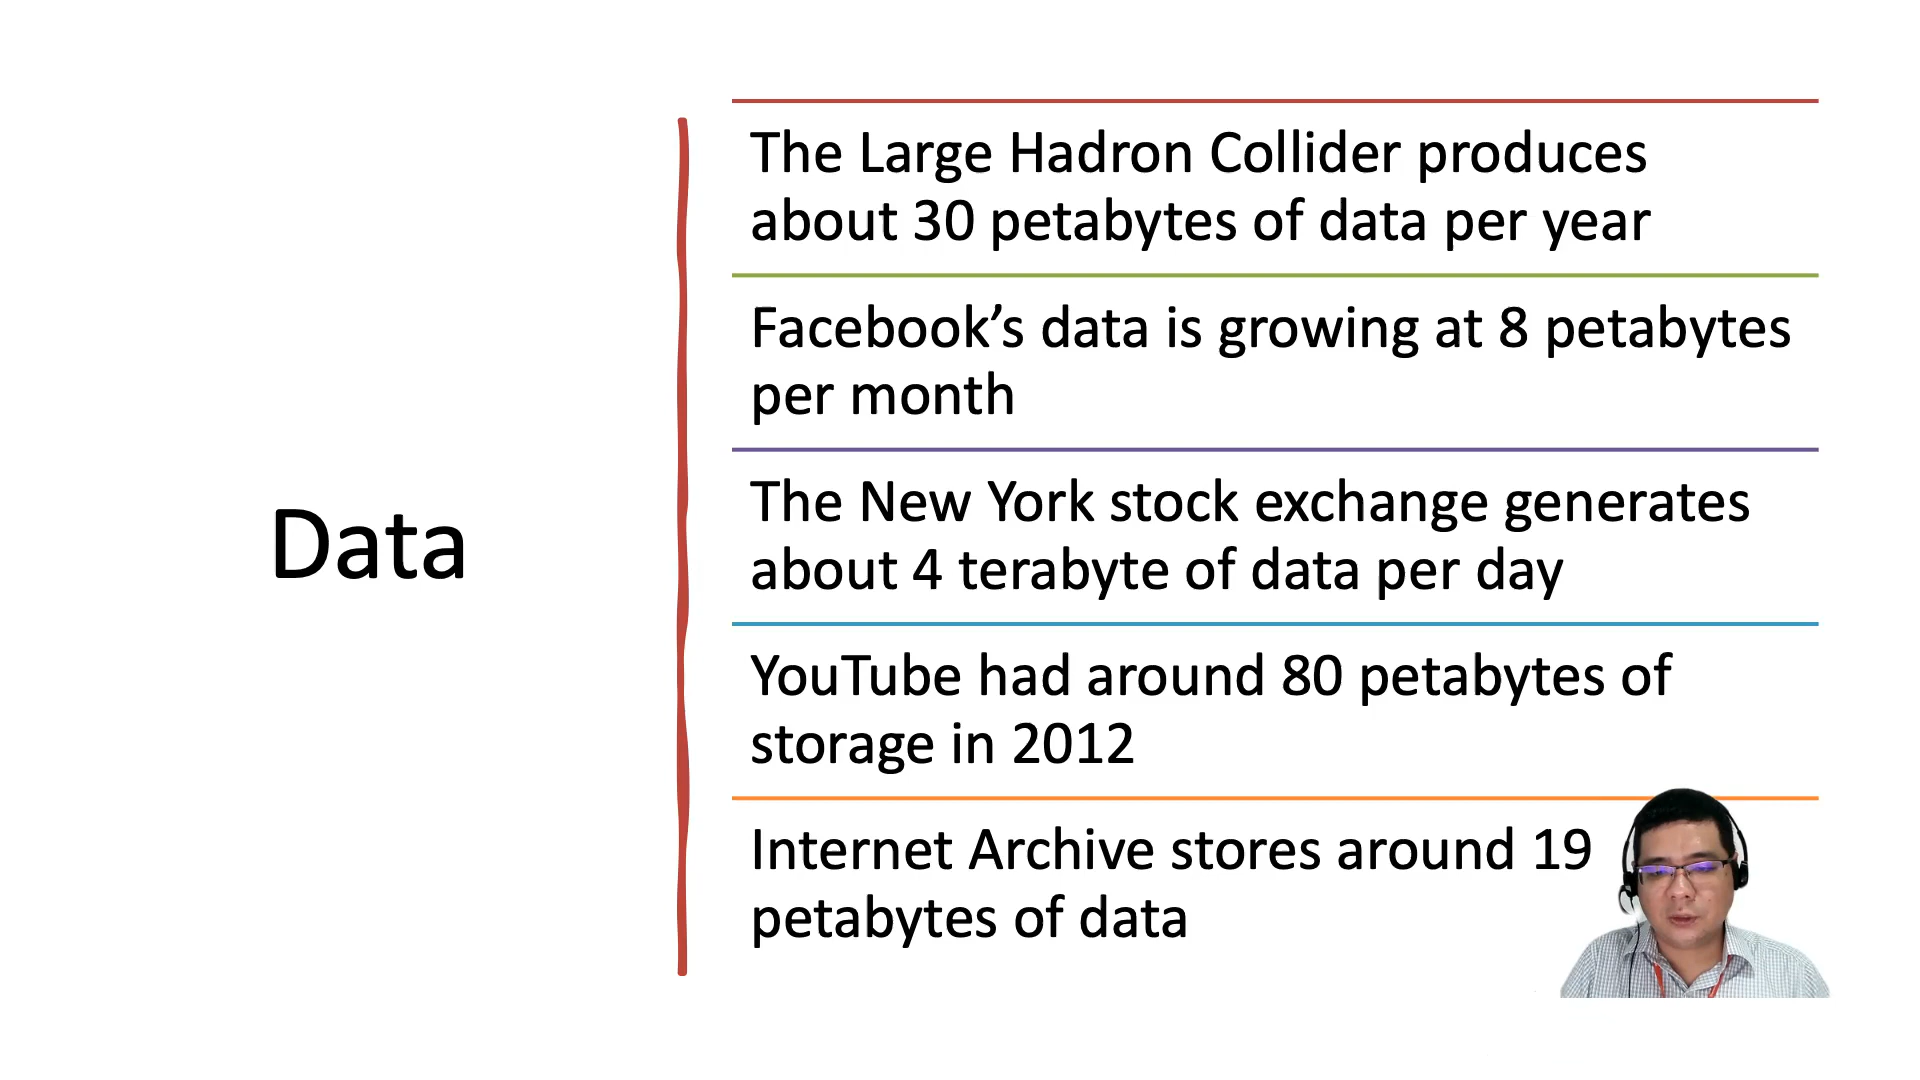 Data
The Large Hadron Collider produces
about 30 petabytes of data per year
Facebook’s data is growing at 8 petabytes
per month
The New York stock exchange generates
about 4 terabyte of data per day
YouTube had around 80 petabytes of
storage in 2012
Internet Archive stores around 19
petabytes of data